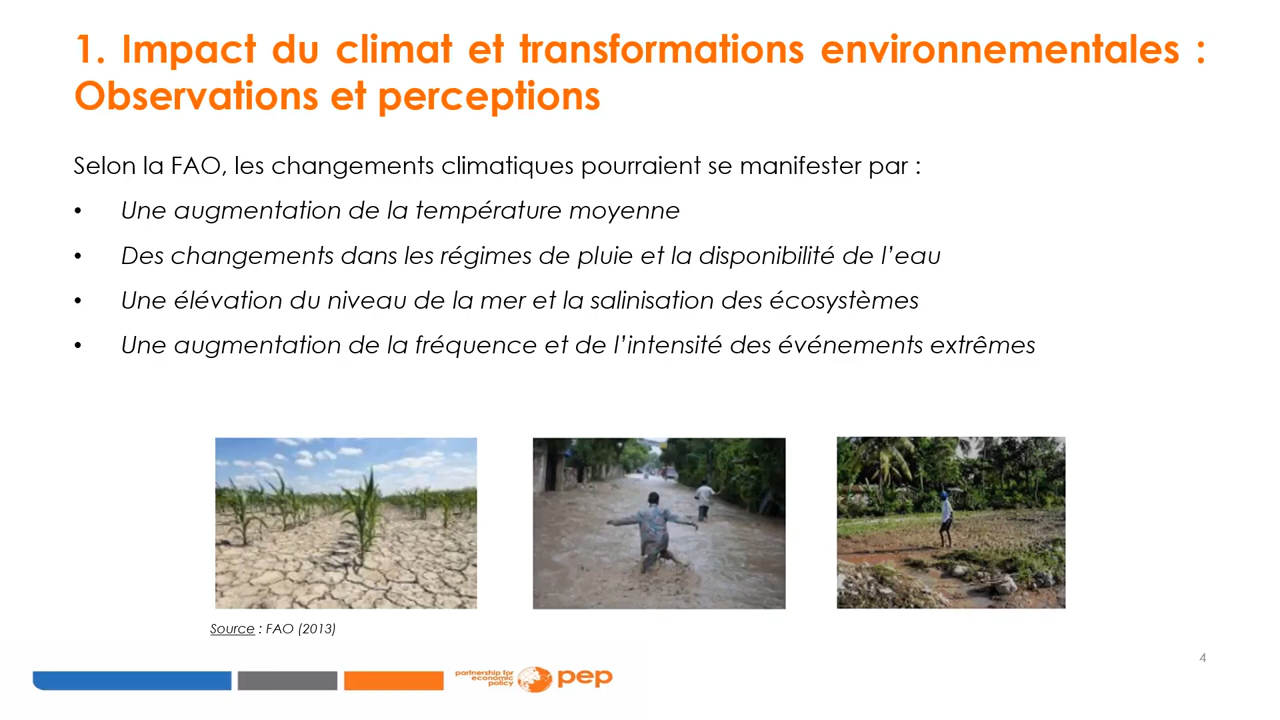 1. Impact du climat et transformations environnementales :
Observations et perceptions
Selon la FAO, les changements climatiques pourraient se manifester par :
• Une augmentation de la température moyenne
• Des changements dans les régimes de pluie et la disponibilité de l’eau
• Une élévation du niveau de la mer et la salinisation des écosystèmes
• Une augmentation de la fréquence et de l’intensité des événements extrêmes
Source : FAO (2013)
4
partnership for
economic
policy
pep